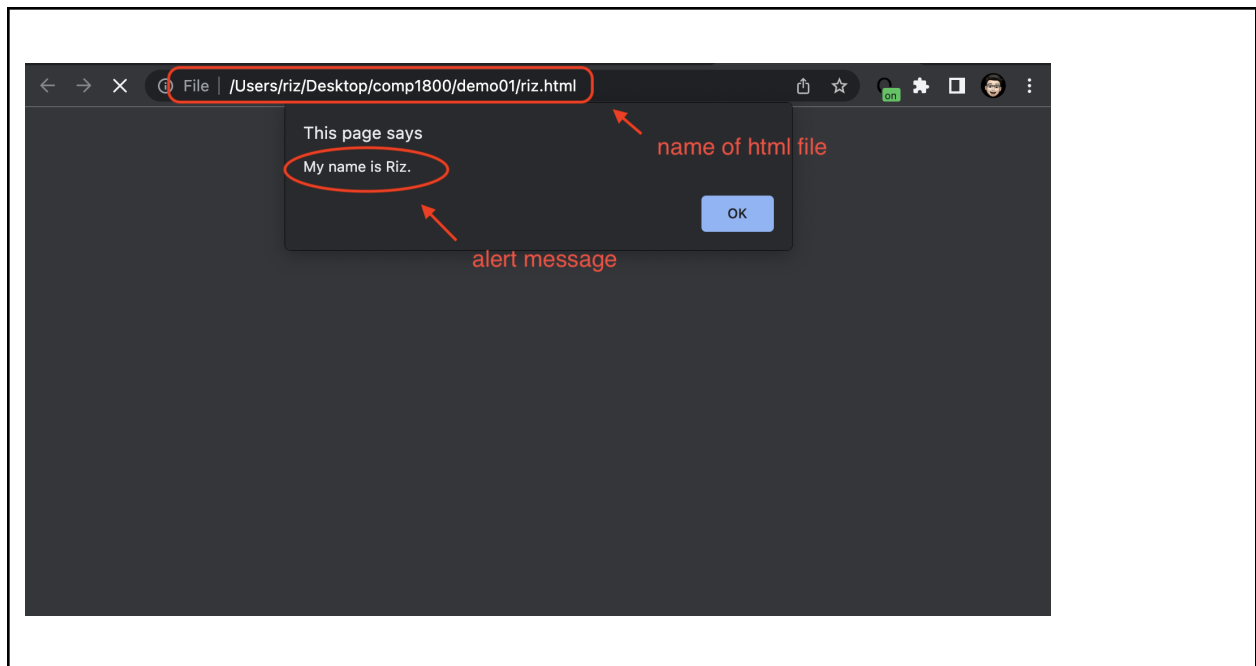 File | /Users/riz/Desktop/comp1800/demo01/riz.html
on
This page says
name of html file
My name is Riz.
OK
alert message